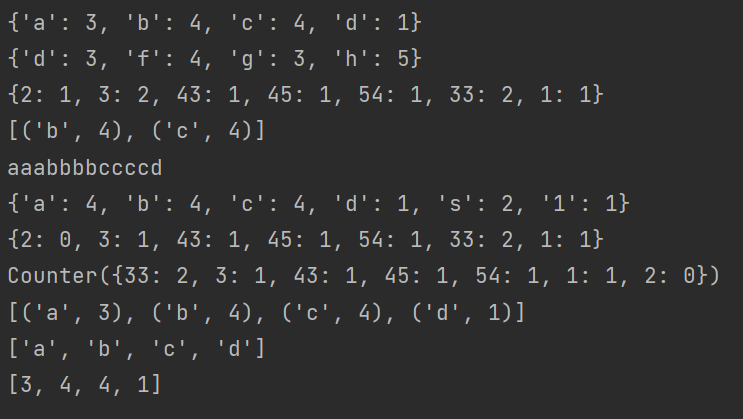 {'a': 3, 'b': 4, 'c': 4, 'd': 1}
{'d': 3, 'f': 4, 'g': 3, 'h': 5}
{2: 1, 3: 2, 43: 1, 45: 1, 54: 1, 33: 2, 1: 1}
[('b', 4), ('c', 4)]
aaabbbbccccd
{'a': 4, 'b': 4, 'c': 4, 'd': 1, 's': 2, '1': 1}
{2: 0, 3: 1, 43: 1, 45: 1, 54: 1, 33: 2, 1: 1}
Counter({33: 2, 3: 1, 43: 1, 45: 1, 54: 1, 1: 1, 2: 0})
[('a', 3), ('b', 4), ('c', 4), ('d', 1)]
['a', 'b', 'c', 'd']
[3, 4, 4, 1]